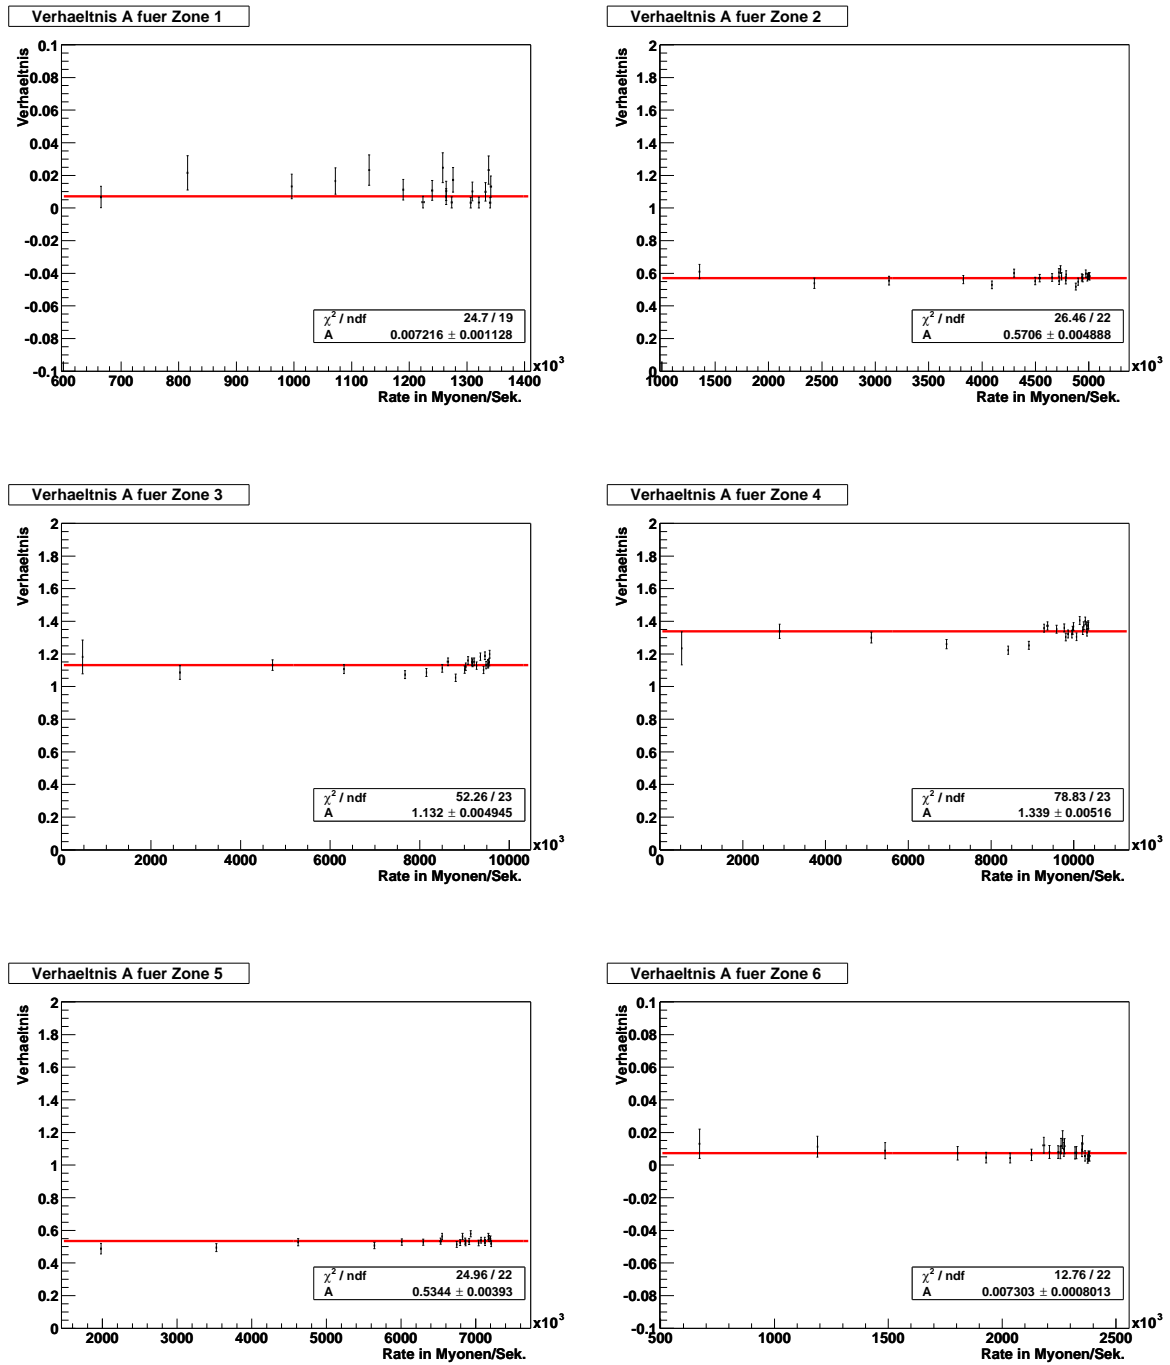 Verhaeltnis A fuer Zone 1
Verhaeltnis
0.1
0.08
0.06
0.04
0.02
0
-0.02
-0.04
-0.06
-0.08
-0.1
χ² / ndf 24.7 / 19
A 0.007216 ± 0.001128
600 700 800 900 1000 1100 1200 1300 1400
x10³
Rate in Myonen/Sek.
Verhaeltnis A fuer Zone 2
Verhaeltnis
2
1.8
1.6
1.4
1.2
1
0.8
0.6
0.4
0.2
0
χ² / ndf 26.46 / 22
A 0.5706 ± 0.004888
1000 1500 2000 2500 3000 3500 4000 4500 5000
x10³
Rate in Myonen/Sek.
Verhaeltnis A fuer Zone 3
Verhaeltnis
2
1.8
1.6
1.4
1.2
1
0.8
0.6
0.4
0.2
0
χ² / ndf 52.26 / 23
A 1.132 ± 0.004945
0 2000 4000 6000 8000 10000
x10³
Rate in Myonen/Sek.
Verhaeltnis A fuer Zone 4
Verhaeltnis
2
1.8
1.6
1.4
1.2
1
0.8
0.6
0.4
0.2
0
χ² / ndf 78.83 / 23
A 1.339 ± 0.00516
0 2000 4000 6000 8000 10000
x10³
Rate in Myonen/Sek.
Verhaeltnis A fuer Zone 5
Verhaeltnis
2
1.8
1.6
1.4
1.2
1
0.8
0.6
0.4
0.2
0
χ² / ndf 24.96 / 22
A 0.5344 ± 0.00393
2000 3000 4000 5000 6000 7000
x10³
Rate in Myonen/Sek.
Verhaeltnis A fuer Zone 6
Verhaeltnis
0.1
0.08
0.06
0.04
0.02
0
-0.02
-0.04
-0.06
-0.08
-0.1
χ² / ndf 12.76 / 22
A 0.007303 ± 0.0008013
500 1000 1500 2000 2500
x10³
Rate in Myonen/Sek.